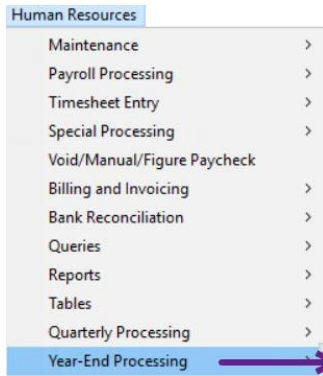 Human Resources
Maintenance
Payroll Processing
Timesheet Entry
Special Processing
Void/Manual/Figure Paycheck
Billing and Invoicing
Bank Reconciliation
Queries
Reports
Tables
Quarterly Processing
Year-End Processing